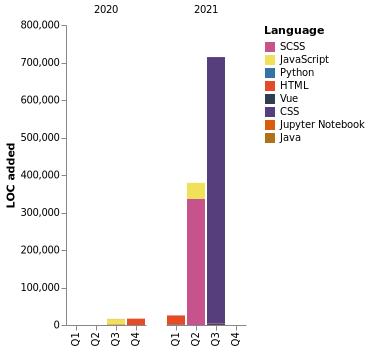 2020 2021
Language
SCSS
JavaScript
Python
HTML
Vue
CSS
Jupyter Notebook
Java
LOC added
800,000
700,000
600,000
500,000
400,000
300,000
200,000
100,000
0
Q1 Q2 Q3 Q4 Q1 Q2 Q3 Q4